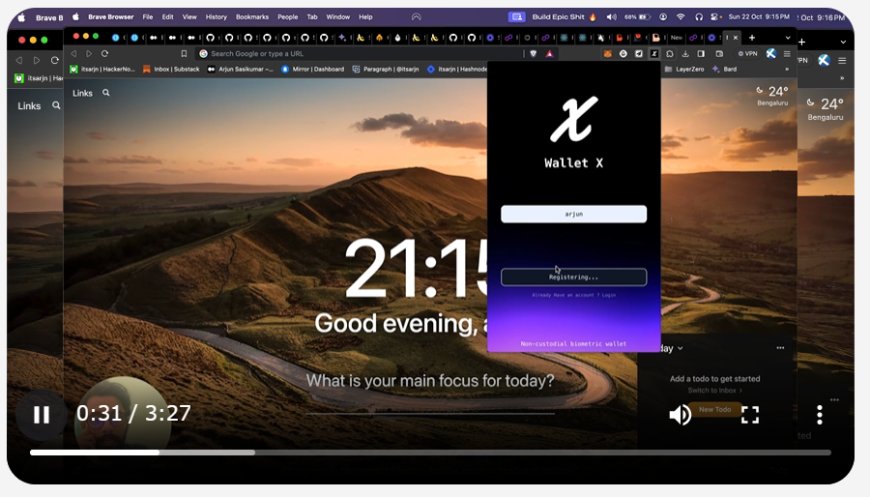 Brave B
Brave Browser File Edit View History Bookmarks People Tab Window Help
Build Epic Shit 🔥 66% Sun 22 Oct 9:15 PM
Oct 9:16 PM
Search Google or type a URL
VPN
PN
itsarjn | Ha
itsarjn | HackerNo...
Inbox | Substack
Arjun Sasikumar –...
Mirror | Dashboard
Paragraph | @itsarjn
itsarjn | Hashnode
LayerZero
Bard
Links
Links
24°
Bengaluru
24°
Bengaluru
Wallet X
arjun
Registering...
Already Have an account ? Login
Non-custodial biometric wallet
21:15
Good evening, a
What is your main focus for today?
day
Add a todo to get started
Switch to Inbox ›
New Todo
ted
0:31 / 3:27